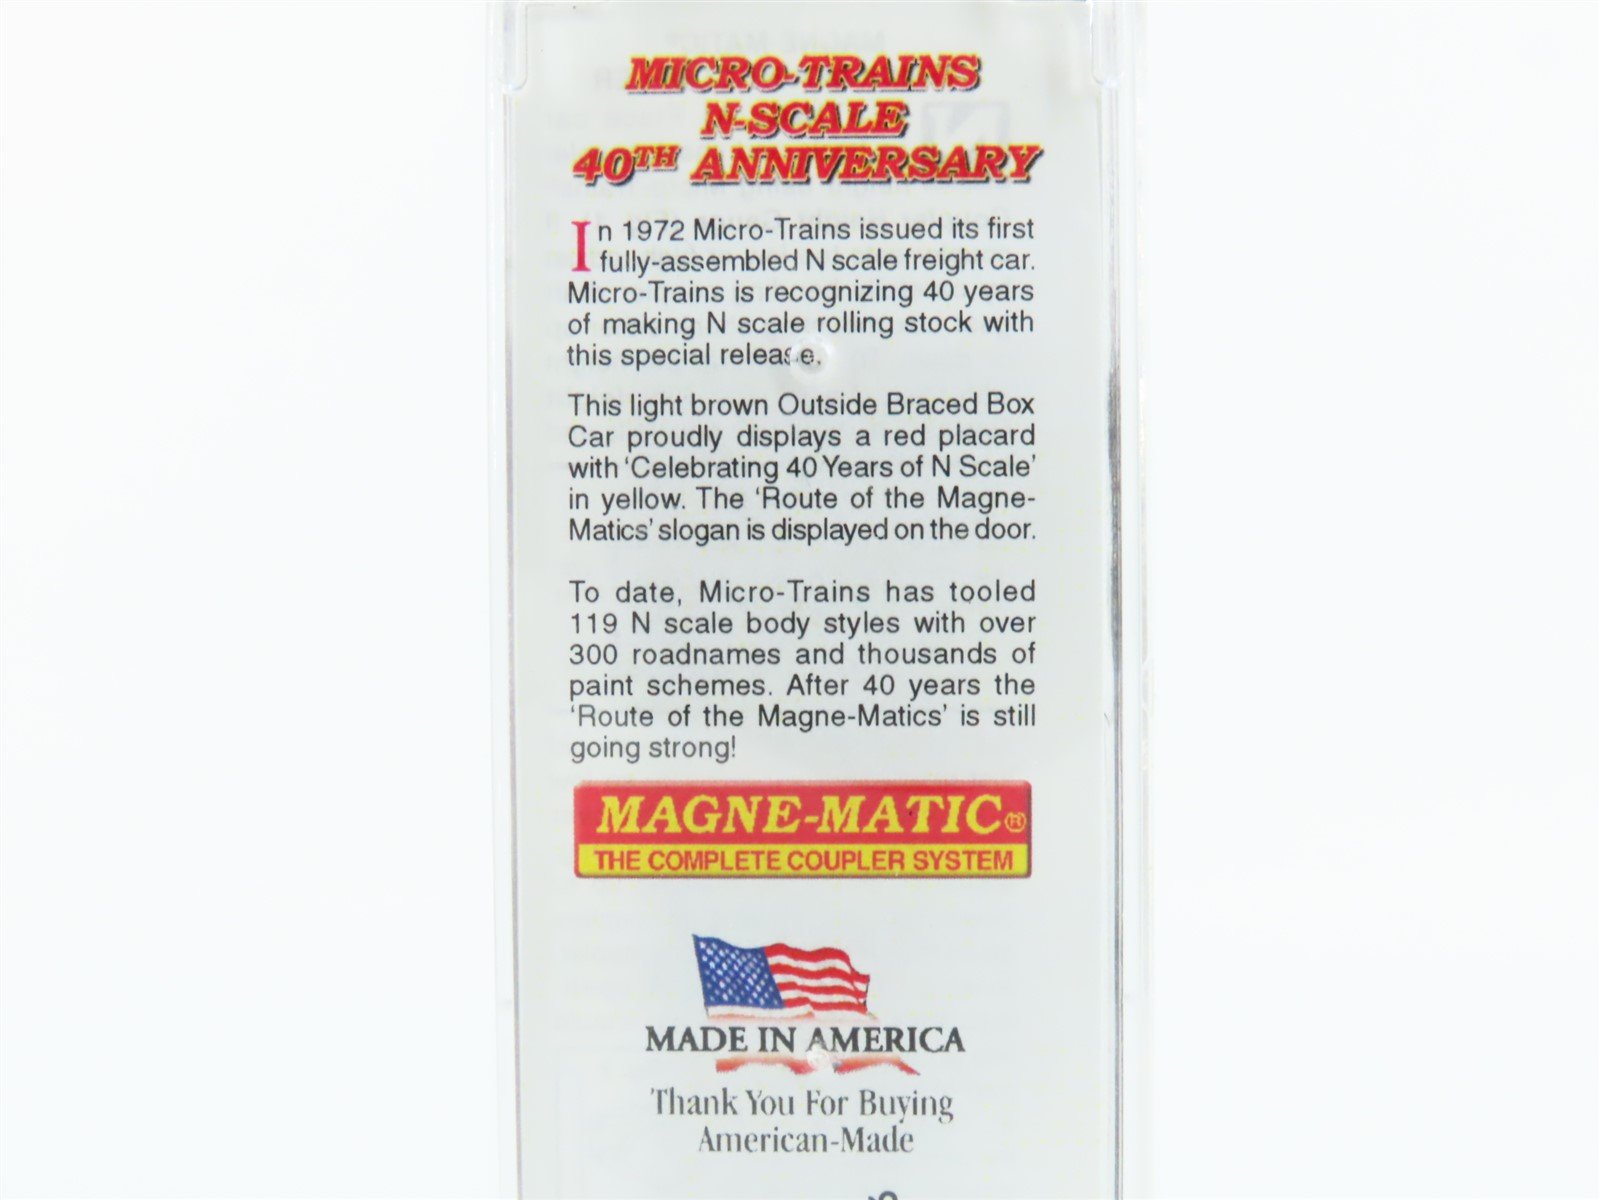 MICRO-TRAINS
N-SCALE
40TH ANNIVERSARY
In 1972 Micro-Trains issued its first
fully-assembled N scale freight car.
Micro-Trains is recognizing 40 years
of making N scale rolling stock with
this special release.
This light brown Outside Braced Box
Car proudly displays a red placard
with 'Celebrating 40 Years of N Scale'
in yellow. The 'Route of the Magne-
Matics' slogan is displayed on the door.
To date, Micro-Trains has tooled
119 N scale body styles with over
300 roadnames and thousands of
paint schemes. After 40 years the
'Route of the Magne-Matics' is still
going strong!
MAGNE-MATIC®
THE COMPLETE COUPLER SYSTEM
MADE IN AMERICA
Thank You For Buying
American-Made